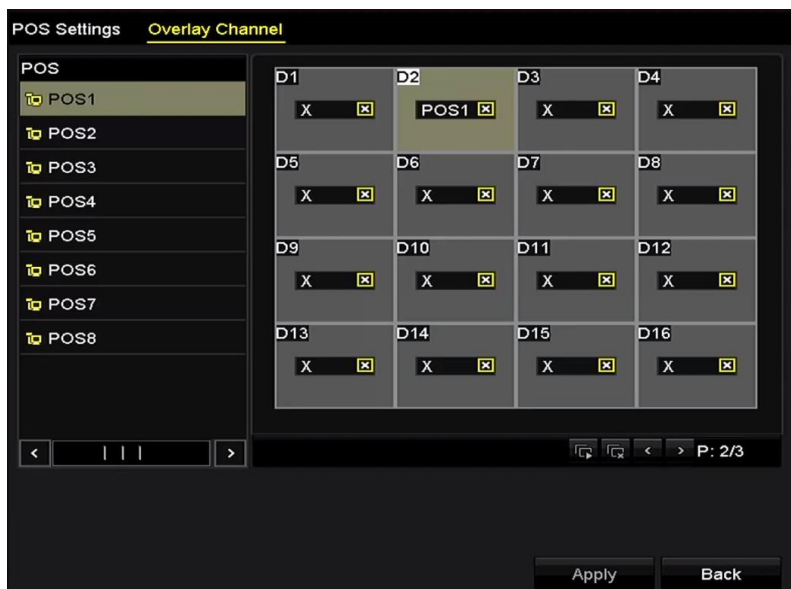 POS Settings Overlay Channel
POS
POS1
POS2
POS3
POS4
POS5
POS6
POS7
POS8
D1 D2 D3 D4
X POS1 X X
D5 D6 D7 D8
X X X X
D9 D10 D11 D12
X X X X
D13 D14 D15 D16
X X X X
P: 2/3
Apply Back